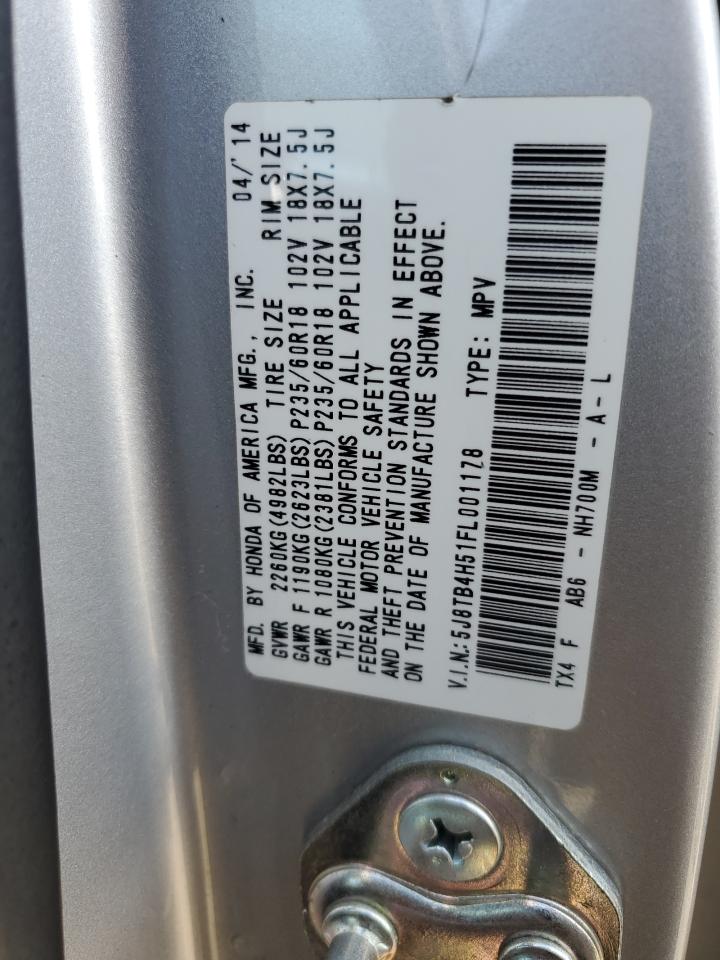 MFD. BY HONDA OF AMERICA MFG., INC. 04/'14
GVWR 2260KG(4982LBS) TIRE SIZE RIM SIZE
GAWR F 1190KG(2623LBS)P235/60R18 102V 18X7.5J
GAWR R 1080KG(2381LBS)P235/60R18 102V 18X7.5J
THIS VEHICLE CONFORMS TO ALL APPLICABLE
FEDERAL MOTOR VEHICLE SAFETY
AND THEFT PREVENTION STANDARDS IN EFFECT
ON THE DATE OF MANUFACTURE SHOWN ABOVE.
V.I.N.:5J8TB4H51FL001178 TYPE: MPV
TX4 F AB6 - NH700M - A - L